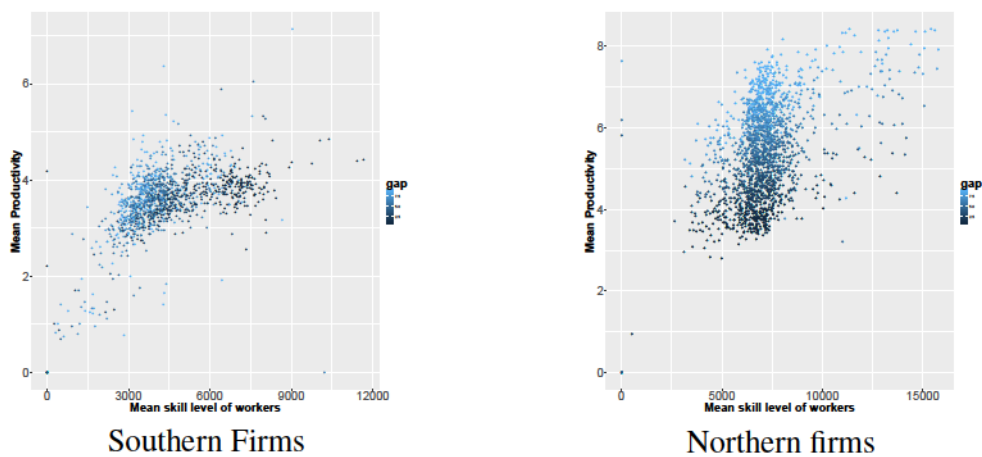 6-
4-
2-
0-
0
3000
6000
9000
12000
Mean Productivity
Mean skill level of workers
gap
Southern Firms
8-
6-
4-
2-
0-
0
5000
10000
15000
Mean Productivity
Mean skill level of workers
gap
Northern firms